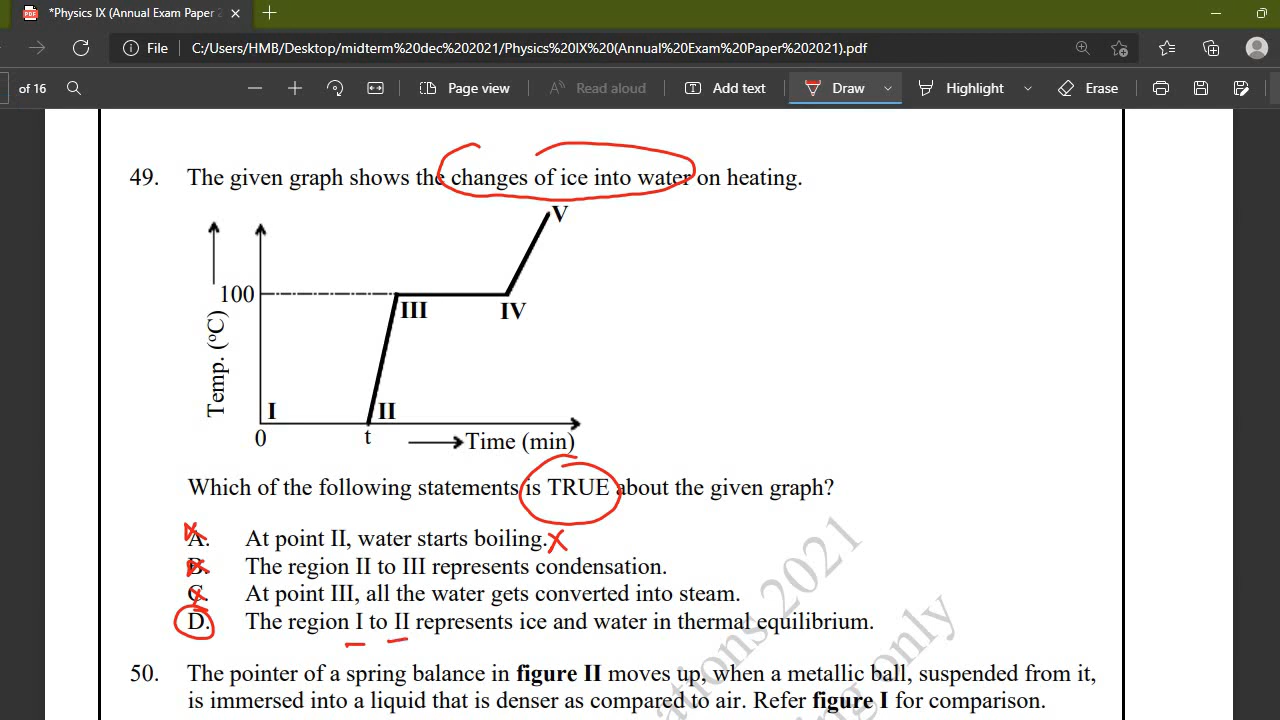 *Physics IX (Annual Exam Paper 2
File C:/Users/HMB/Desktop/midterm%20dec%202021/Physics%20IX%20(Annual%20Exam%20Paper%202021).pdf
of 16 Page view Read aloud Add text Draw Highlight Erase
49. The given graph shows the changes of ice into water on heating.
V
100
III
IV
Temp. (°C)
I
II
0
t
Time (min)
Which of the following statements is TRUE about the given graph?
A. At point II, water starts boiling.
B. The region II to III represents condensation.
C. At point III, all the water gets converted into steam.
D. The region I to II represents ice and water in thermal equilibrium.
50. The pointer of a spring balance in figure II moves up, when a metallic ball, suspended from it,
is immersed into a liquid that is denser as compared to air. Refer figure I for comparison.
ations 2021
ng only